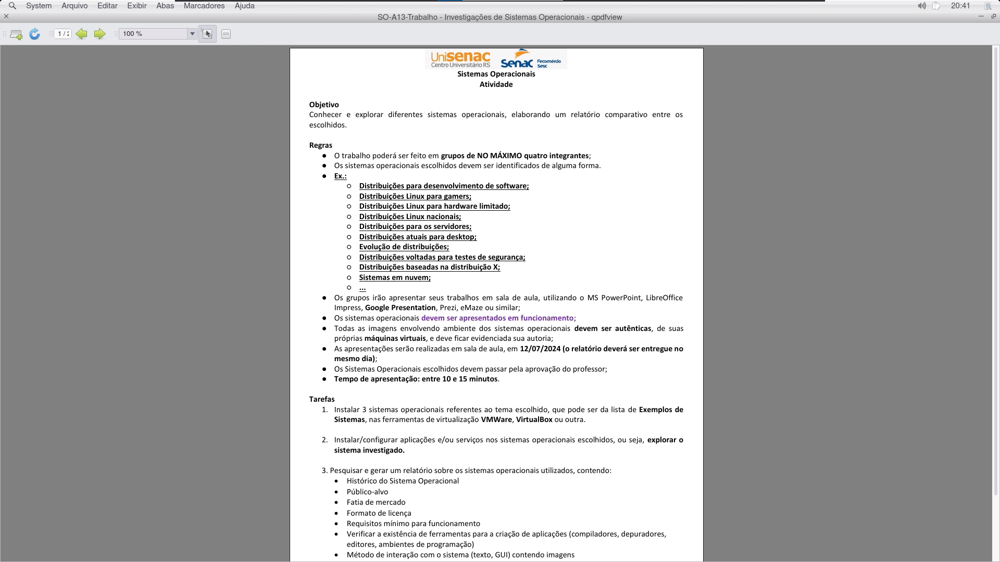 System Arquivo Editar Exibir Abas Marcadores Ajuda 20:41
SO-A13-Trabalho - Investigações de Sistemas Operacionais - qpdfview
1 / 2 100 %
Unisenac Senac Fecomércio
Centro Universitário RS Sesc
Sistemas Operacionais
Atividade
Objetivo
Conhecer e explorar diferentes sistemas operacionais, elaborando um relatório comparativo entre os
escolhidos.
Regras
● O trabalho poderá ser feito em grupos de NO MÁXIMO quatro integrantes;
● Os sistemas operacionais escolhidos devem ser identificados de alguma forma.
● Ex.:
○ Distribuições para desenvolvimento de software;
○ Distribuições Linux para gamers;
○ Distribuições Linux para hardware limitado;
○ Distribuições Linux nacionais;
○ Distribuições para os servidores;
○ Distribuições atuais para desktop;
○ Evolução de distribuições;
○ Distribuições voltadas para testes de segurança;
○ Distribuições baseadas na distribuição X;
○ Sistemas em nuvem;
○ ...
● Os grupos irão apresentar seus trabalhos em sala de aula, utilizando o MS PowerPoint, LibreOffice
Impress, Google Presentation, Prezi, eMaze ou similar;
● Os sistemas operacionais devem ser apresentados em funcionamento;
● Todas as imagens envolvendo ambiente dos sistemas operacionais devem ser autênticas, de suas
próprias máquinas virtuais, e deve ficar evidenciada sua autoria;
● As apresentações serão realizadas em sala de aula, em 12/07/2024 (o relatório deverá ser entregue no
mesmo dia);
● Os Sistemas Operacionais escolhidos devem passar pela aprovação do professor;
● Tempo de apresentação: entre 10 e 15 minutos.
Tarefas
1. Instalar 3 sistemas operacionais referentes ao tema escolhido, que pode ser da lista de Exemplos de
Sistemas, nas ferramentas de virtualização VMWare, VirtualBox ou outra.
2. Instalar/configurar aplicações e/ou serviços nos sistemas operacionais escolhidos, ou seja, explorar o
sistema investigado.
3. Pesquisar e gerar um relatório sobre os sistemas operacionais utilizados, contendo:
• Histórico do Sistema Operacional
• Público-alvo
• Fatia de mercado
• Formato de licença
• Requisitos mínimo para funcionamento
• Verificar a existência de ferramentas para a criação de aplicações (compiladores, depuradores,
editores, ambientes de programação)
• Método de interação com o sistema (texto, GUI) contendo imagens